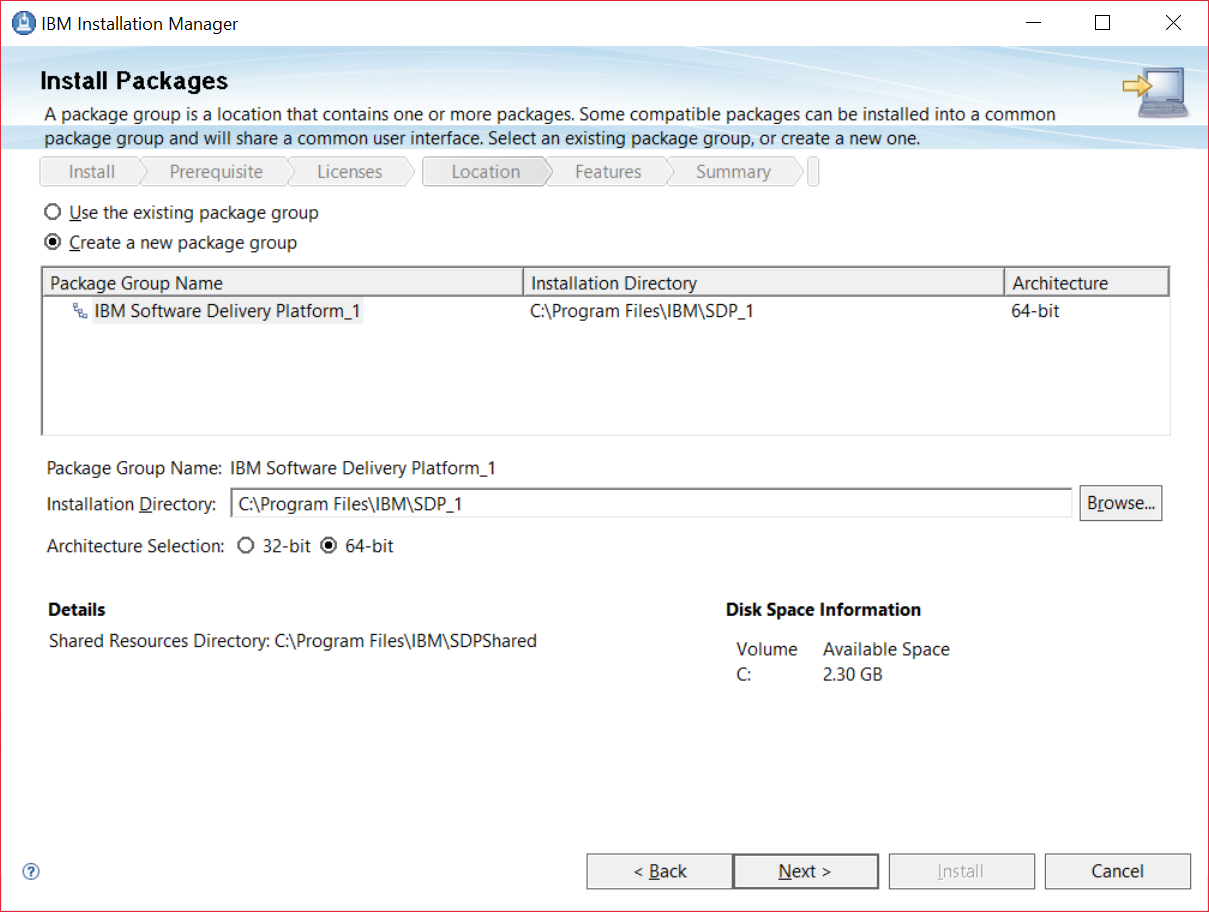 IBM Installation Manager
Install Packages
A package group is a location that contains one or more packages. Some compatible packages can be installed into a common
package group and will share a common user interface. Select an existing package group, or create a new one.
Install Prerequisite Licenses Location Features Summary
Use the existing package group
Create a new package group
Package Group Name Installation Directory Architecture
IBM Software Delivery Platform_1 C:\Program Files\IBM\SDP_1 64-bit
Package Group Name: IBM Software Delivery Platform_1
Installation Directory: C:\Program Files\IBM\SDP_1 Browse...
Architecture Selection: 32-bit 64-bit
Details
Shared Resources Directory: C:\Program Files\IBM\SDPShared
Disk Space Information
Volume Available Space
C: 2.30 GB
? < Back Next > Install Cancel